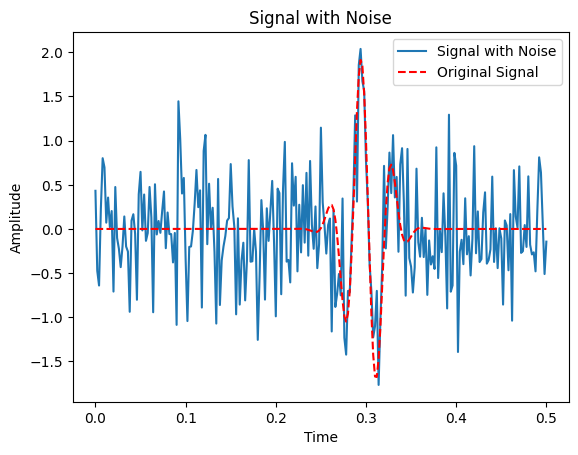 Signal with Noise
Signal with Noise
Original Signal
2.0
1.5
1.0
0.5
0.0
−0.5
−1.0
−1.5
Amplitude
0.0 0.1 0.2 0.3 0.4 0.5
Time